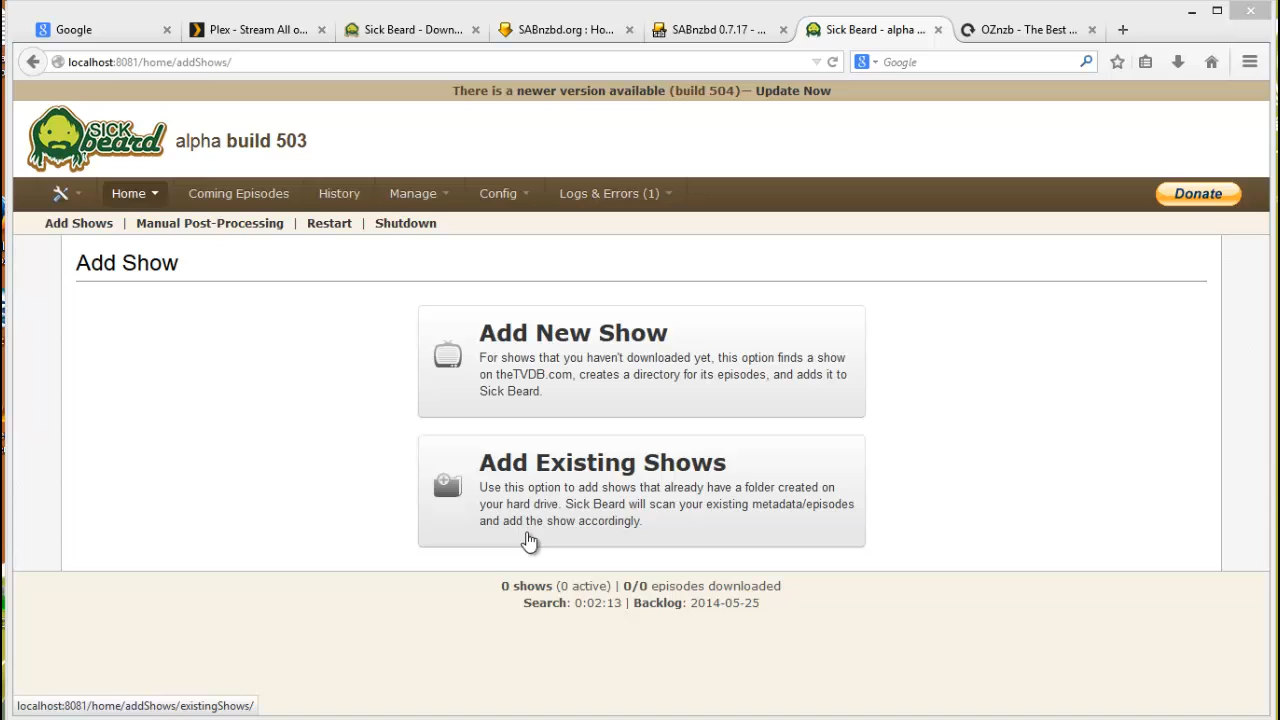 Google
Plex - Stream All o...
Sick Beard - Down...
SABnzbd.org : Ho...
SABnzbd 0.7.17 - ...
Sick Beard - alpha ...
OZnzb - The Best ...
localhost:8081/home/addShows/
Google
There is a newer version available (build 504)— Update Now
SICK beard
alpha build 503
Home
Coming Episodes
History
Manage
Config
Logs & Errors (1)
Donate
Add Shows | Manual Post-Processing | Restart | Shutdown
Add Show
Add New Show
For shows that you haven't downloaded yet, this option finds a show
on theTVDB.com, creates a directory for its episodes, and adds it to
Sick Beard.
Add Existing Shows
Use this option to add shows that already have a folder created on
your hard drive. Sick Beard will scan your existing metadata/episodes
and add the show accordingly.
0 shows (0 active) | 0/0 episodes downloaded
Search: 0:02:13 | Backlog: 2014-05-25
localhost:8081/home/addShows/existingShows/